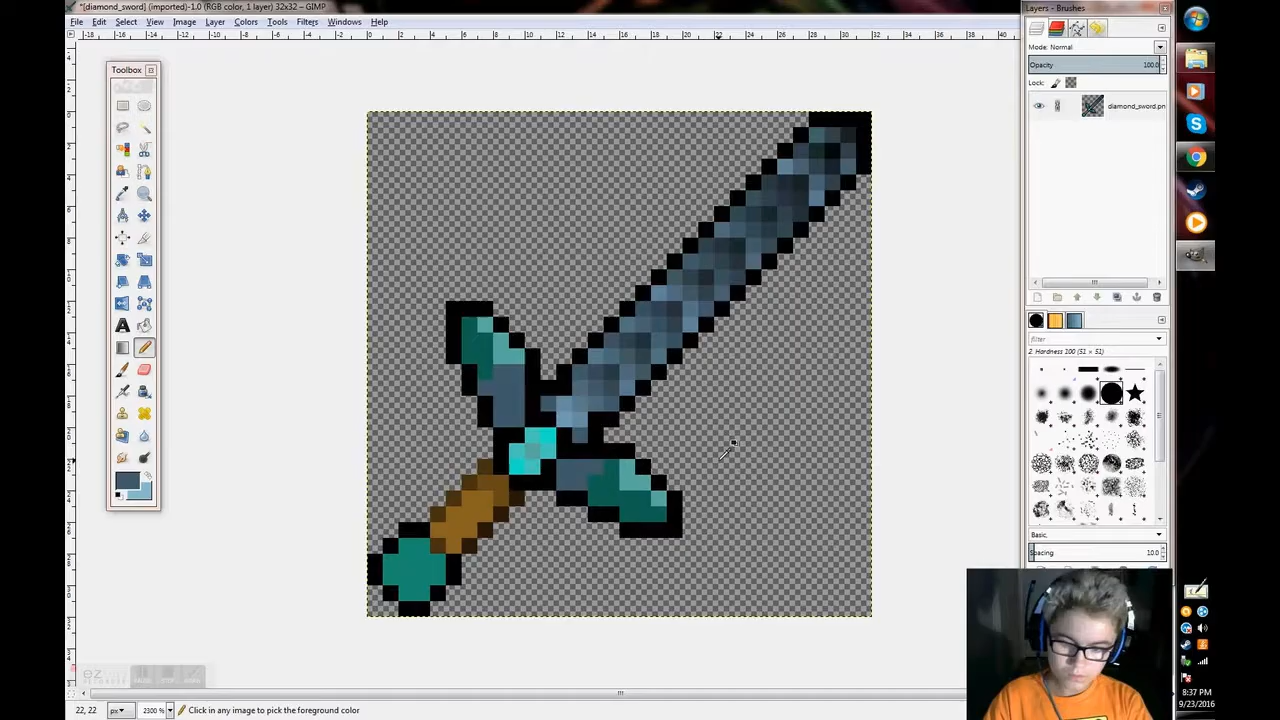 *[diamond_sword] (imported)-1.0 (RGB color, 1 layer) 32x32 – GIMP
File Edit Select View Image Layer Colors Tools Filters Windows Help
Toolbox
Layers - Brushes
Mode: Normal
Opacity 100.0
Lock:
diamond_sword.pn
filter
2. Hardness 100 (51 × 51)
Basic,
Spacing 10.0
22, 22 px 2300 % Click in any image to pick the foreground color
8:37 PM
9/23/2016